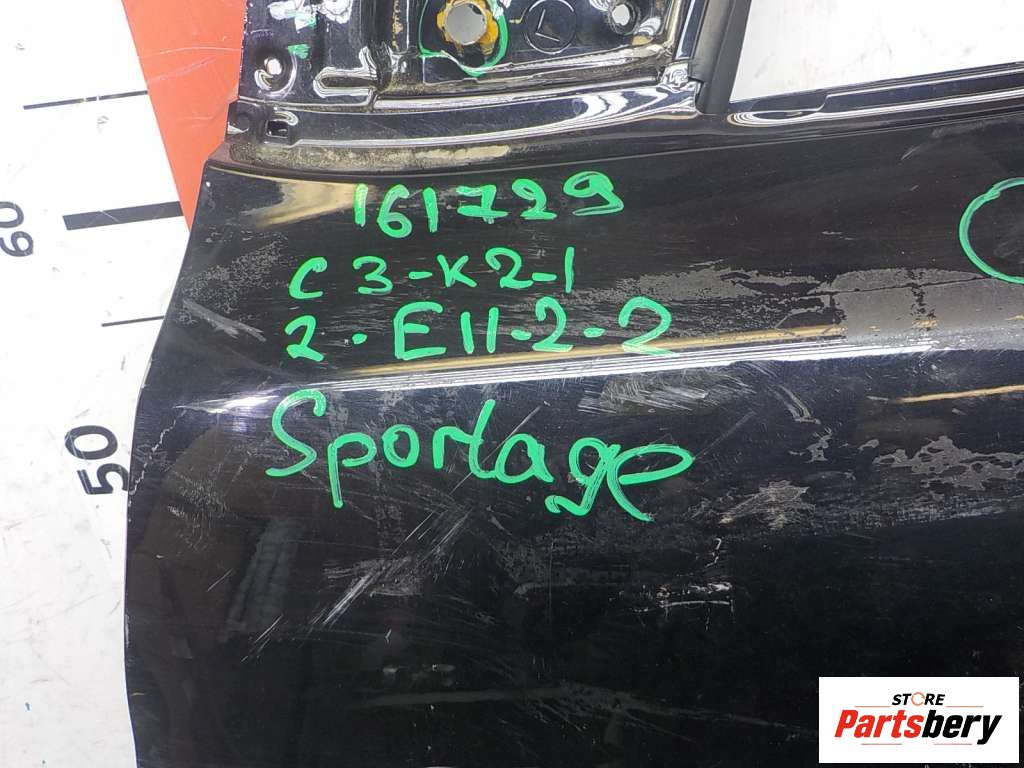 L
60
161729
C3-K2-1
2-E11-2-2
50
Sportage
STORE
Partsbery